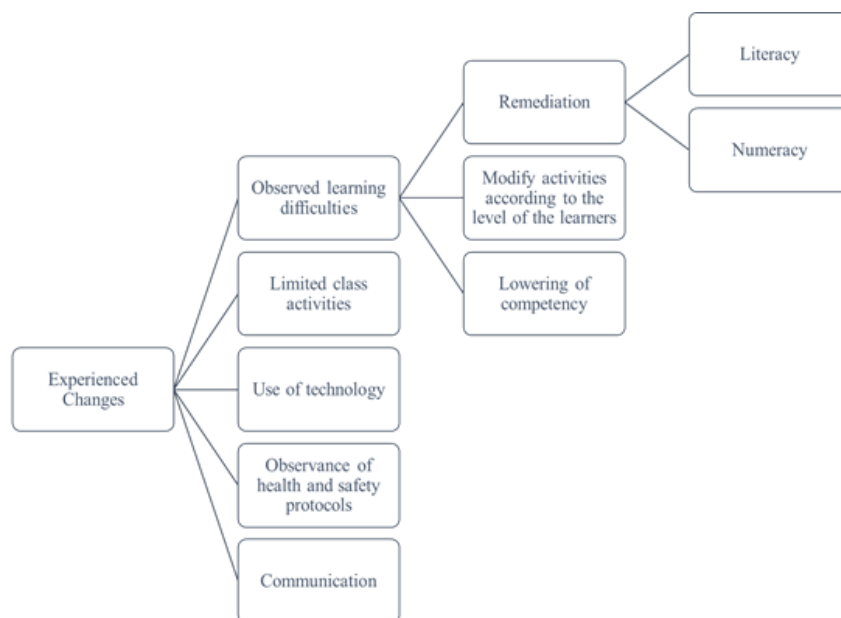 Experienced
Changes
Observed learning
difficulties
Limited class
activities
Use of technology
Observance of
health and safety
protocols
Communication
Remediation
Modify activities
according to the
level of the learners
Lowering of
competency
Literacy
Numeracy